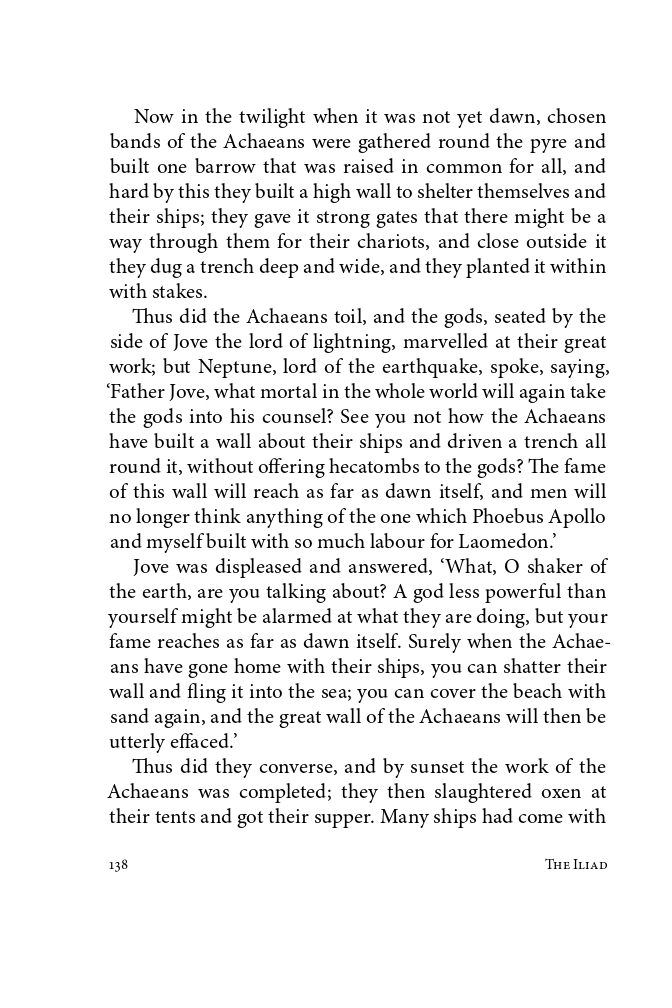 Now in the twilight when it was not yet dawn, chosen
bands of the Achaeans were gathered round the pyre and
built one barrow that was raised in common for all, and
hard by this they built a high wall to shelter themselves and
their ships; they gave it strong gates that there might be a
way through them for their chariots, and close outside it
they dug a trench deep and wide, and they planted it within
with stakes.
Thus did the Achaeans toil, and the gods, seated by the
side of Jove the lord of lightning, marvelled at their great
work; but Neptune, lord of the earthquake, spoke, saying,
‘Father Jove, what mortal in the whole world will again take
the gods into his counsel? See you not how the Achaeans
have built a wall about their ships and driven a trench all
round it, without offering hecatombs to the gods? The fame
of this wall will reach as far as dawn itself, and men will
no longer think anything of the one which Phoebus Apollo
and myself built with so much labour for Laomedon.’
Jove was displeased and answered, ‘What, O shaker of
the earth, are you talking about? A god less powerful than
yourself might be alarmed at what they are doing, but your
fame reaches as far as dawn itself. Surely when the Achae-
ans have gone home with their ships, you can shatter their
wall and fling it into the sea; you can cover the beach with
sand again, and the great wall of the Achaeans will then be
utterly effaced.’
Thus did they converse, and by sunset the work of the
Achaeans was completed; they then slaughtered oxen at
their tents and got their supper. Many ships had come with
138 The Iliad